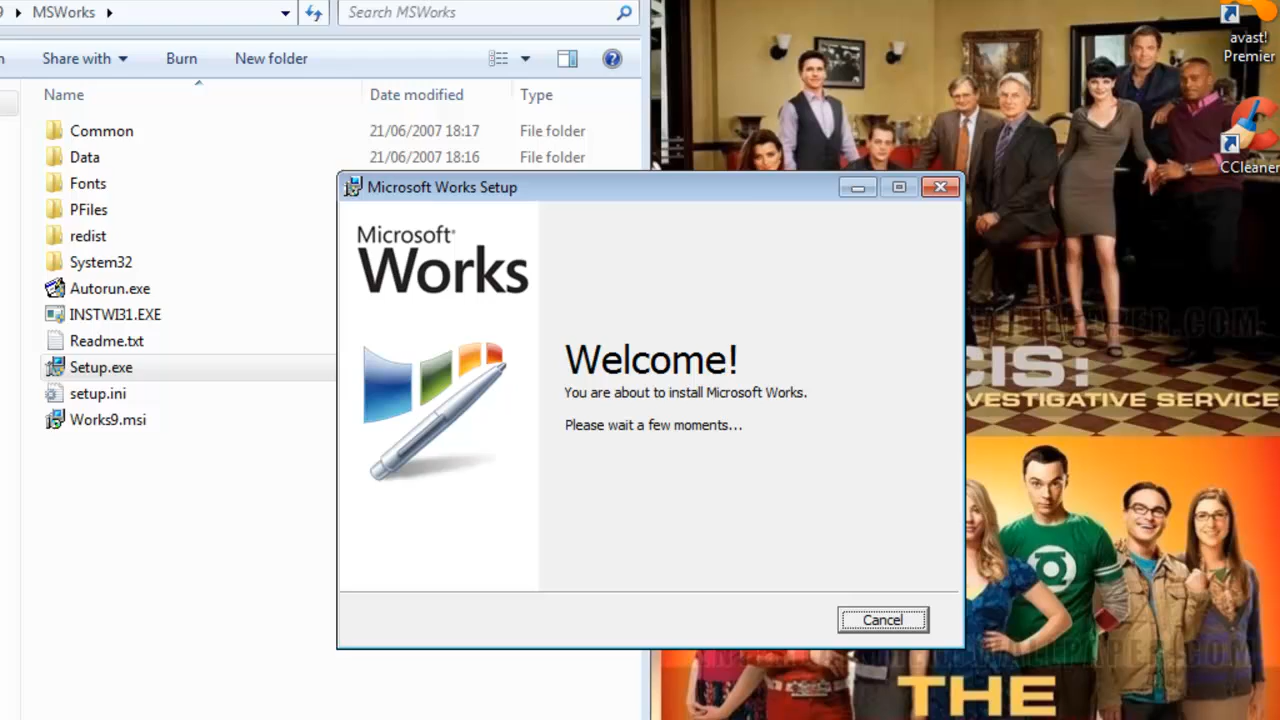 9 ▸ MSWorks ▸
Search MSWorks
Share with
Burn
New folder
Name
Date modified
Type
Common
21/06/2007 18:17
File folder
Data
21/06/2007 18:16
File folder
Fonts
PFiles
redist
System32
Autorun.exe
INSTWI31.EXE
Readme.txt
Setup.exe
setup.ini
Works9.msi
Microsoft Works Setup
Microsoft®
Works
Welcome!
You are about to install Microsoft Works.
Please wait a few moments...
Cancel
avast!
Premier
CCleaner
CIS:
VESTIGATIVE SERVICE
THE